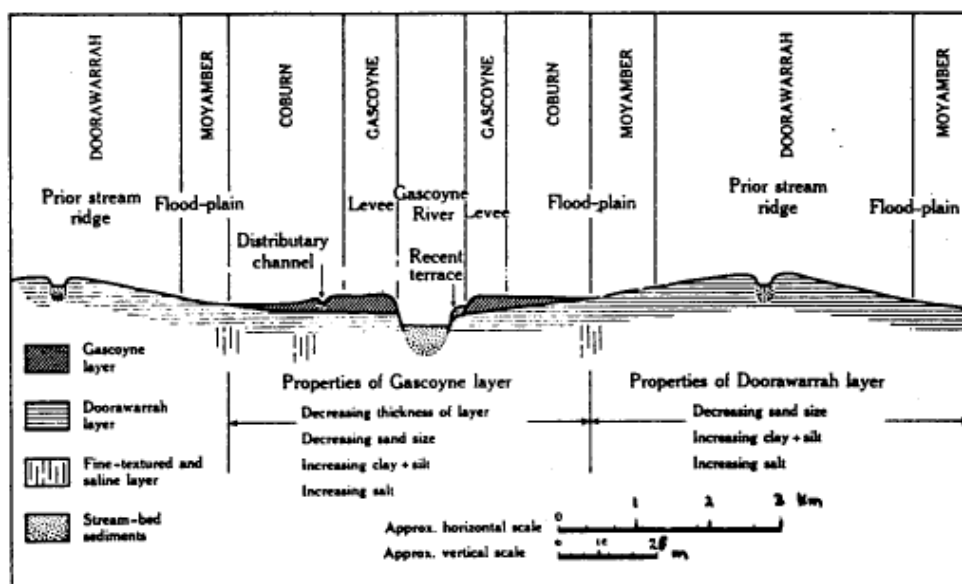 DOORAWARRAH
MOYAMBER
COBURN
GASCOYNE
GASCOYNE
COBURN
MOYAMBER
DOORAWARRAH
MOYAMBER
Prior stream
ridge
Flood-plain
Levee
Gascoyne
River
Levee
Flood-plain
Prior stream
ridge
Flood-plain
Distributary
channel
Recent
terrace
Gascoyne
layer
Doorawarrah
layer
Fine-textured and
saline layer
Stream-bed
sediments
Properties of Gascoyne layer
Decreasing thickness of layer
Decreasing sand size
Increasing clay + silt
Increasing salt
Properties of Doorawarrah layer
Decreasing sand size
Increasing clay + silt
Increasing salt
Approx. horizontal scale
0 1 2 3 Km
Approx. vertical scale
0 10 m